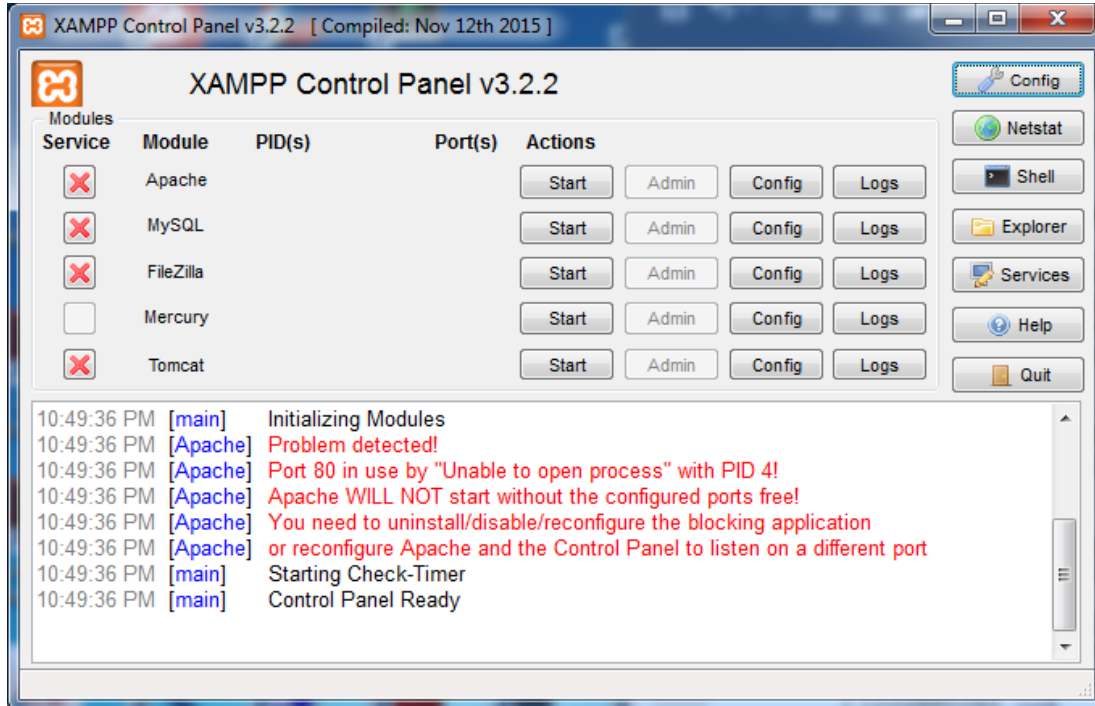 XAMPP Control Panel v3.2.2 [ Compiled: Nov 12th 2015 ]
XAMPP Control Panel v3.2.2
Config
Modules
Service Module PID(s) Port(s) Actions
Netstat
Apache Start Admin Config Logs
Shell
MySQL Start Admin Config Logs
Explorer
FileZilla Start Admin Config Logs
Services
Mercury Start Admin Config Logs
Help
Tomcat Start Admin Config Logs
Quit
10:49:36 PM [main] Initializing Modules
10:49:36 PM [Apache] Problem detected!
10:49:36 PM [Apache] Port 80 in use by "Unable to open process" with PID 4!
10:49:36 PM [Apache] Apache WILL NOT start without the configured ports free!
10:49:36 PM [Apache] You need to uninstall/disable/reconfigure the blocking application
10:49:36 PM [Apache] or reconfigure Apache and the Control Panel to listen on a different port
10:49:36 PM [main] Starting Check-Timer
10:49:36 PM [main] Control Panel Ready